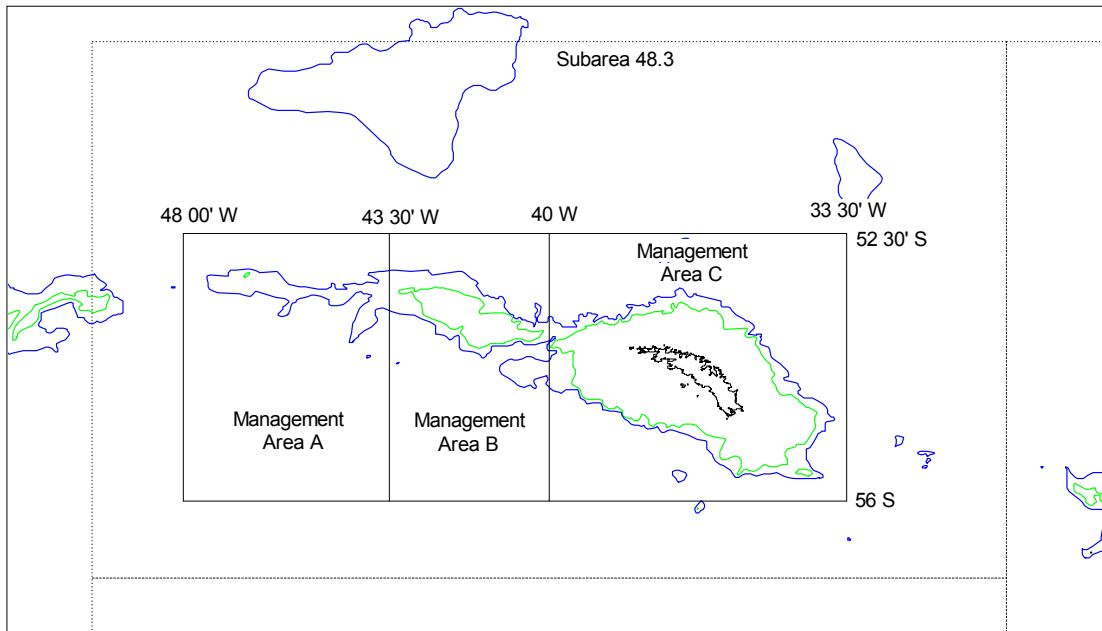 Subarea 48.3
48 00' W
43 30' W
40 W
33 30' W
52 30' S
Management
Area C
Management
Area A
Management
Area B
56 S